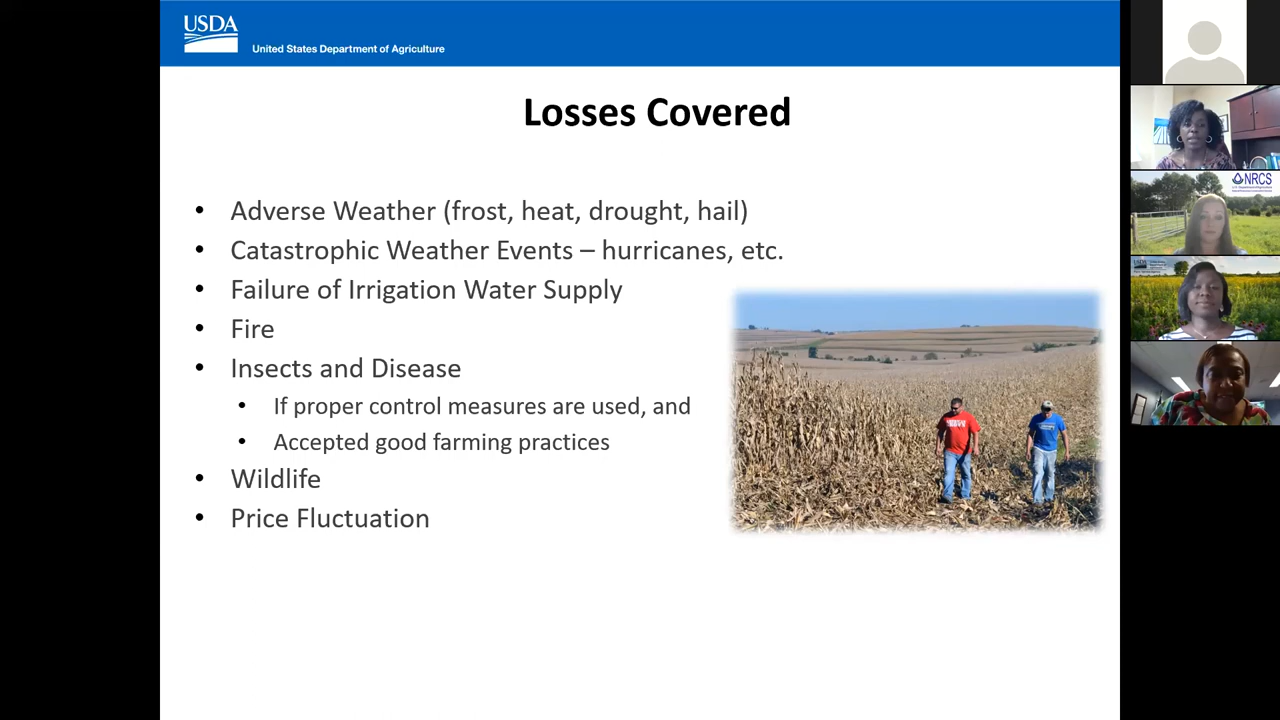 USDA
United States Department of Agriculture
Losses Covered
• Adverse Weather (frost, heat, drought, hail)
• Catastrophic Weather Events – hurricanes, etc.
• Failure of Irrigation Water Supply
• Fire
• Insects and Disease
• If proper control measures are used, and
• Accepted good farming practices
• Wildlife
• Price Fluctuation
NRCS
USDA